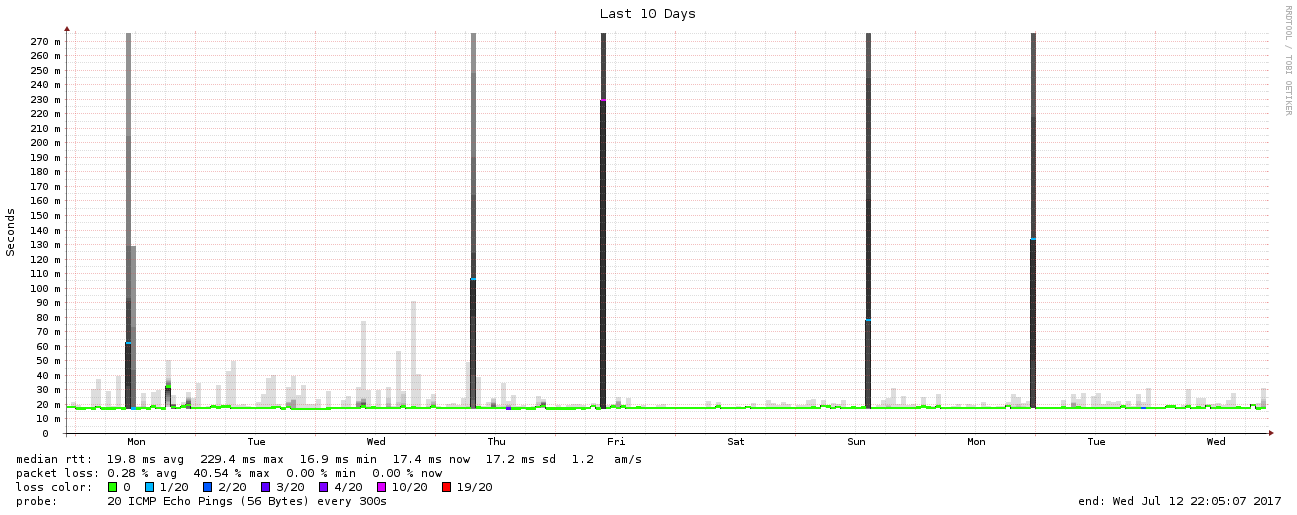 Last 10 Days
RRDTOOL / TOBI OETIKER
Seconds
270 m
260 m
250 m
240 m
230 m
220 m
210 m
200 m
190 m
180 m
170 m
160 m
150 m
140 m
130 m
120 m
110 m
100 m
90 m
80 m
70 m
60 m
50 m
40 m
30 m
20 m
10 m
0
Mon Tue Wed Thu Fri Sat Sun Mon Tue Wed
median rtt: 19.8 ms avg 229.4 ms max 16.9 ms min 17.4 ms now 17.2 ms sd 1.2 am/s
packet loss: 0.28 % avg 40.54 % max 0.00 % min 0.00 % now
loss color: 0 1/20 2/20 3/20 4/20 10/20 19/20
probe: 20 ICMP Echo Pings (56 Bytes) every 300s end: Wed Jul 12 22:05:07 2017